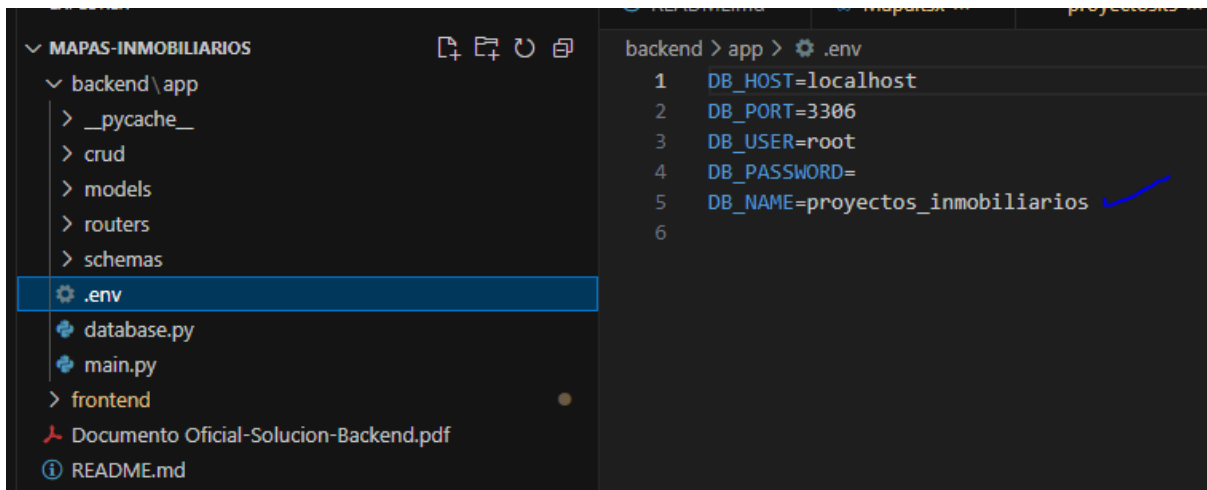 MAPAS-INMOBILIARIOS
backend\app
__pycache__
crud
models
routers
schemas
.env
database.py
main.py
frontend
Documento Oficial-Solucion-Backend.pdf
README.md
backend > app > .env
1 DB_HOST=localhost
2 DB_PORT=3306
3 DB_USER=root
4 DB_PASSWORD=
5 DB_NAME=proyectos_inmobiliarios
6